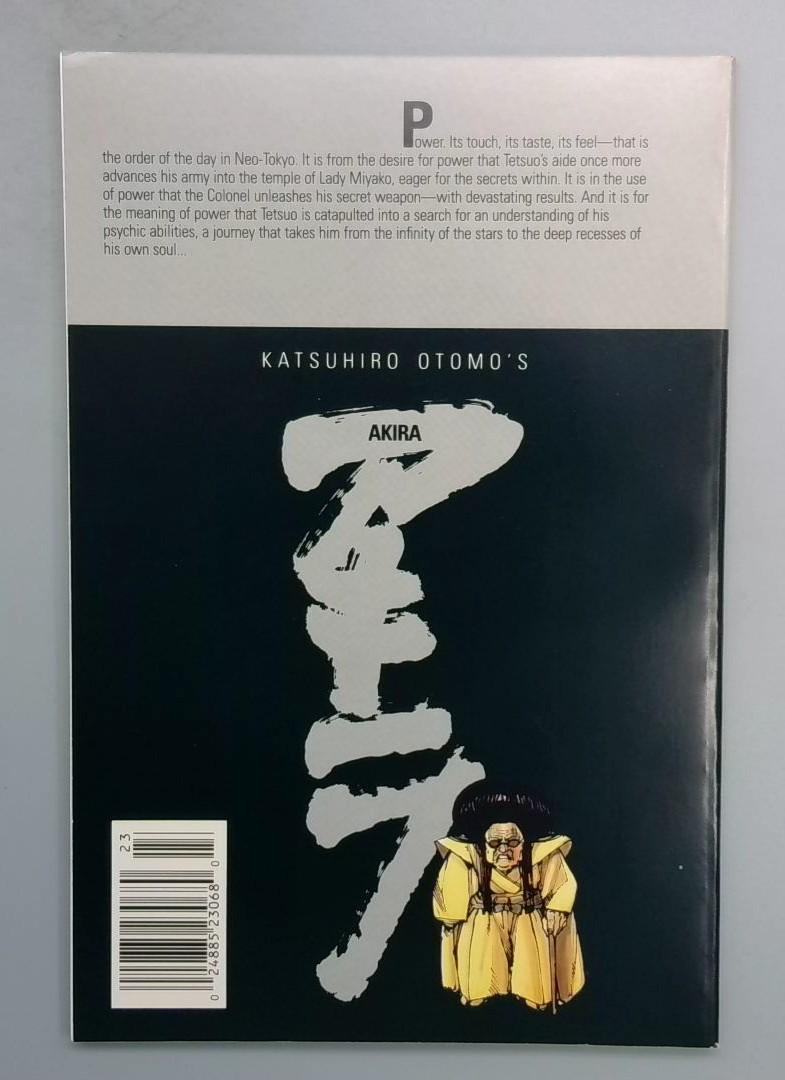 Power. Its touch, its taste, its feel—that is
the order of the day in Neo-Tokyo. It is from the desire for power that Tetsuo's aide once more
advances his army into the temple of Lady Miyako, eager for the secrets within. It is in the use
of power that the Colonel unleashes his secret weapon—with devastating results. And it is for
the meaning of power that Tetsuo is catapulted into a search for an understanding of his
psychic abilities, a journey that takes him from the infinity of the stars to the deep recesses of
his own soul...
KATSUHIRO OTOMO'S
AKIRA
アキラ
23
0 24885 23068 0